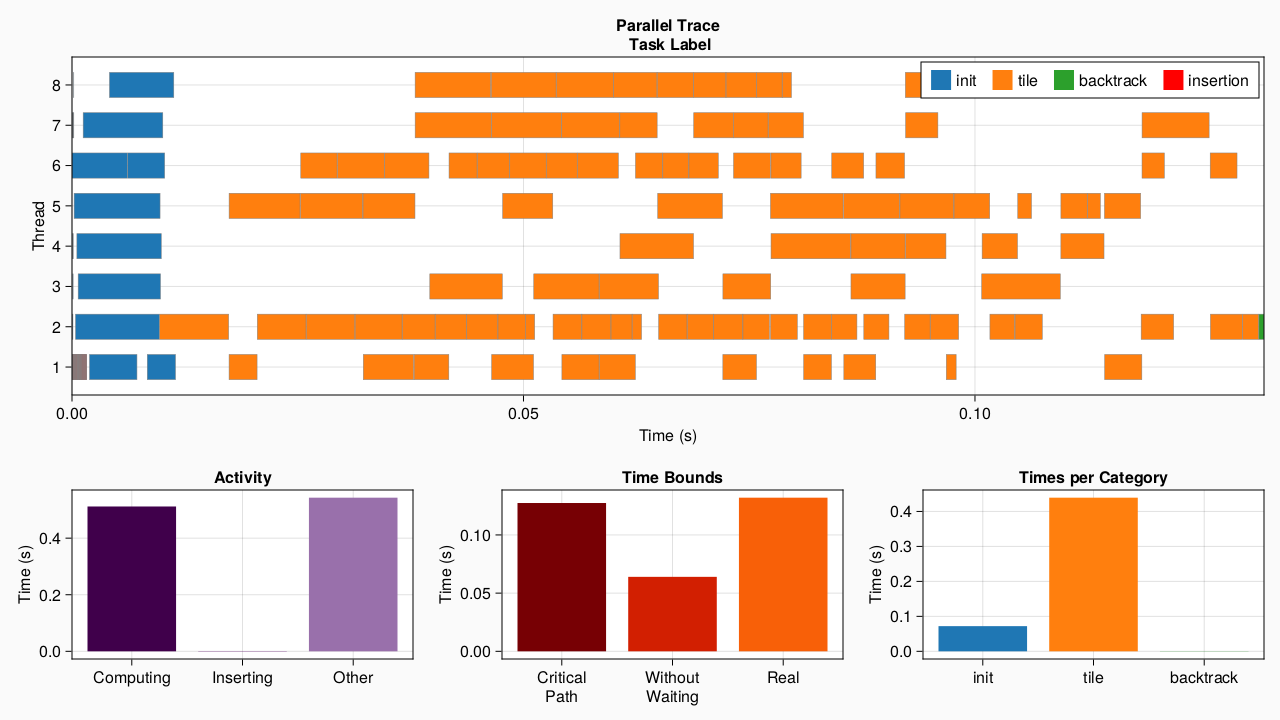 Parallel Trace
Task Label
init tile backtrack insertion
8
7
6
5
4
3
2
1
Thread
0.00 0.05 0.10
Time (s)
Activity
Time (s)
0.4
0.2
0.0
Computing Inserting Other
Time Bounds
Time (s)
0.10
0.05
0.00
Critical Path Without Waiting Real
Times per Category
Time (s)
0.4
0.3
0.2
0.1
0.0
init tile backtrack